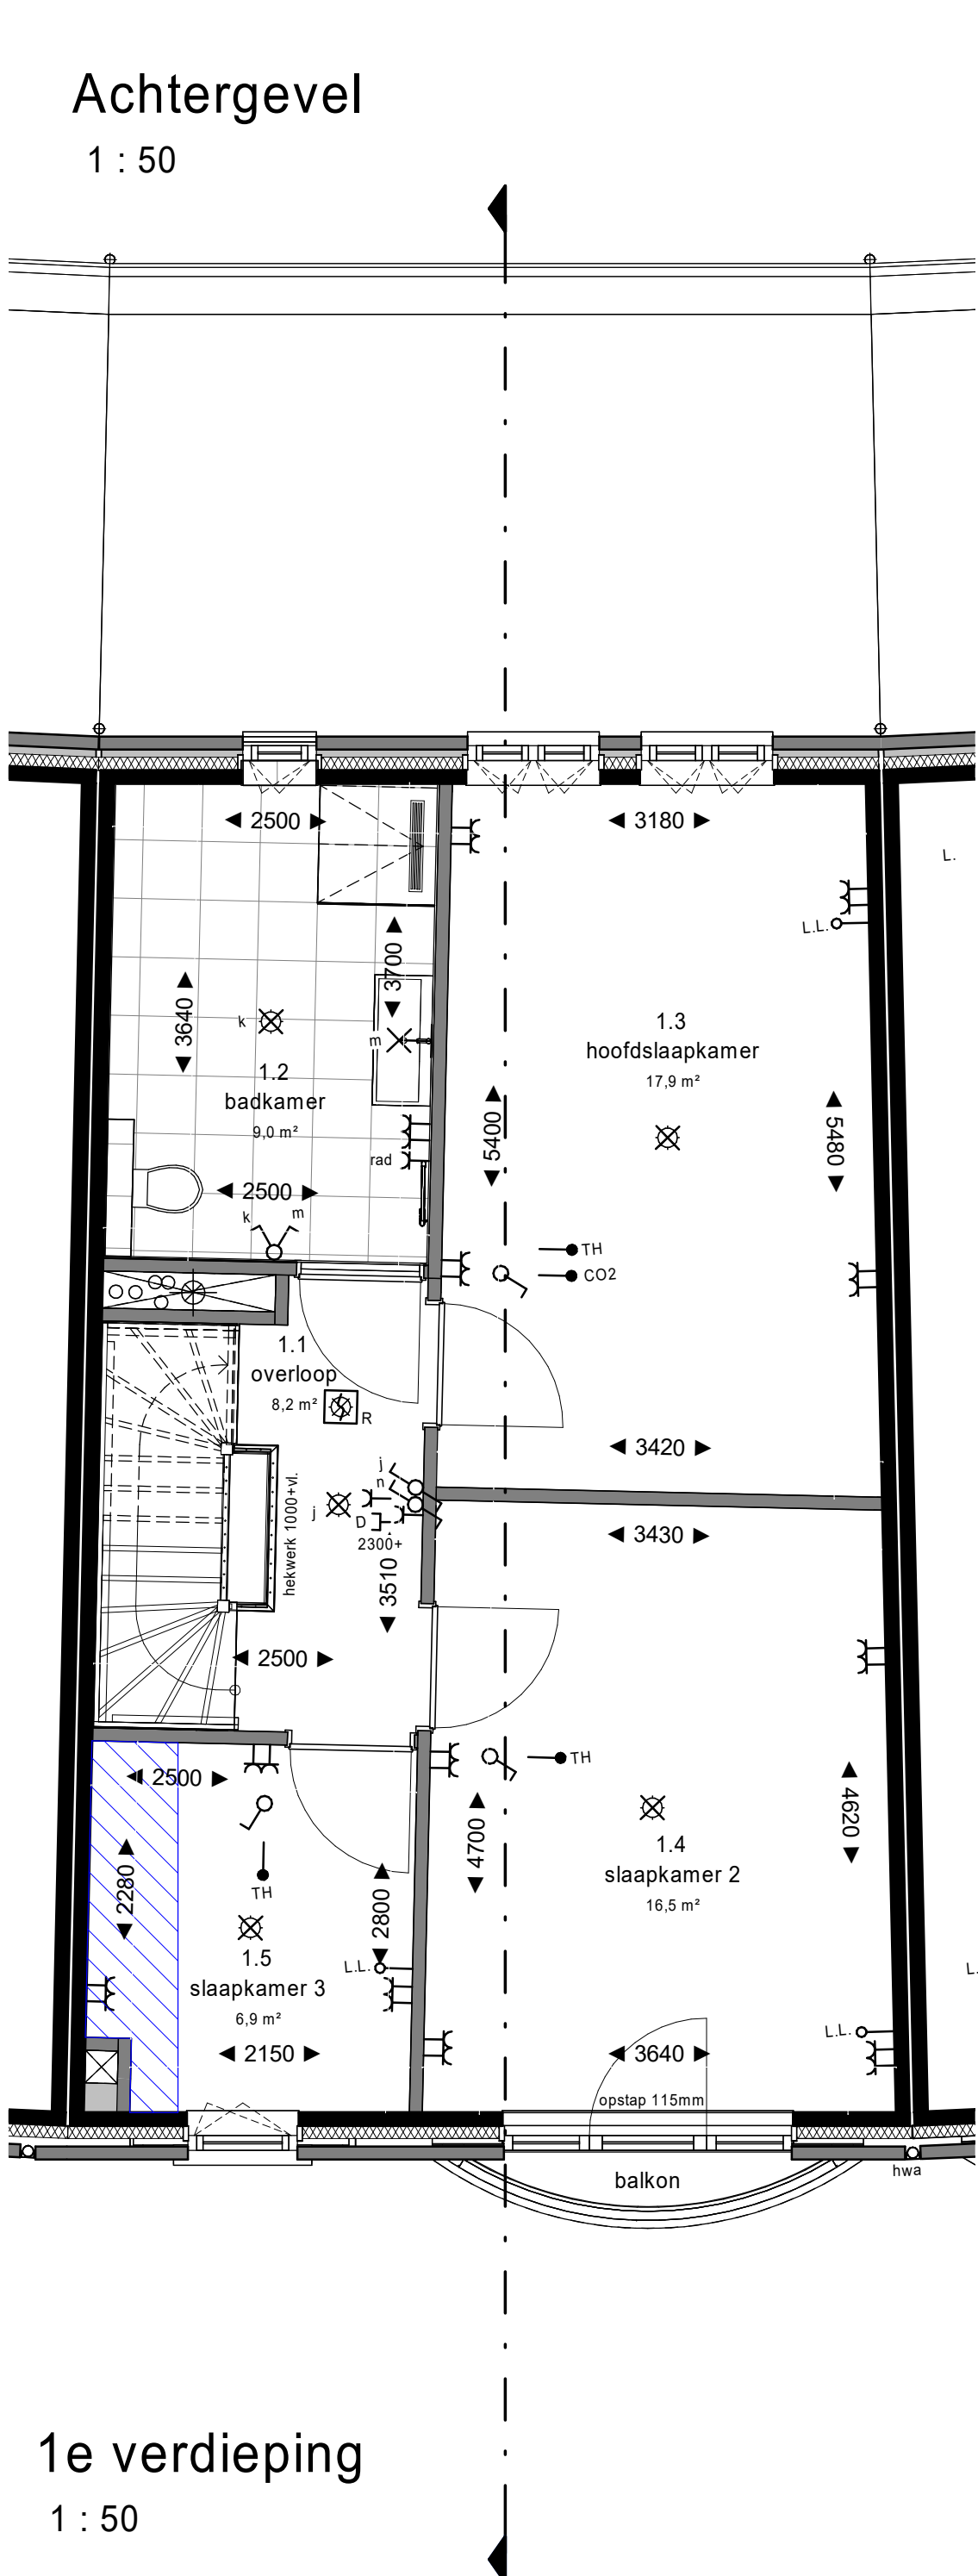 Achtergevel
1 : 50
2500
3180
L.
L.L.
3700
3640
k
m
1.3
hoofdslaapkamer
17,9 m²
1.2
badkamer
9,0 m²
5400
5480
rad
2500
k
m
TH
CO2
1.1
overloop
8,2 m²
R
3420
j
n
j
D
2300+
hekwerk 1000+vl.
3430
3510
2500
2500
TH
4700
4620
1.4
slaapkamer 2
16,5 m²
2280
TH
2800
1.5
slaapkamer 3
6,9 m²
L.L.
L.
2150
3640
L.L.
opstap 115mm
balkon
hwa
1e verdieping
1 : 50